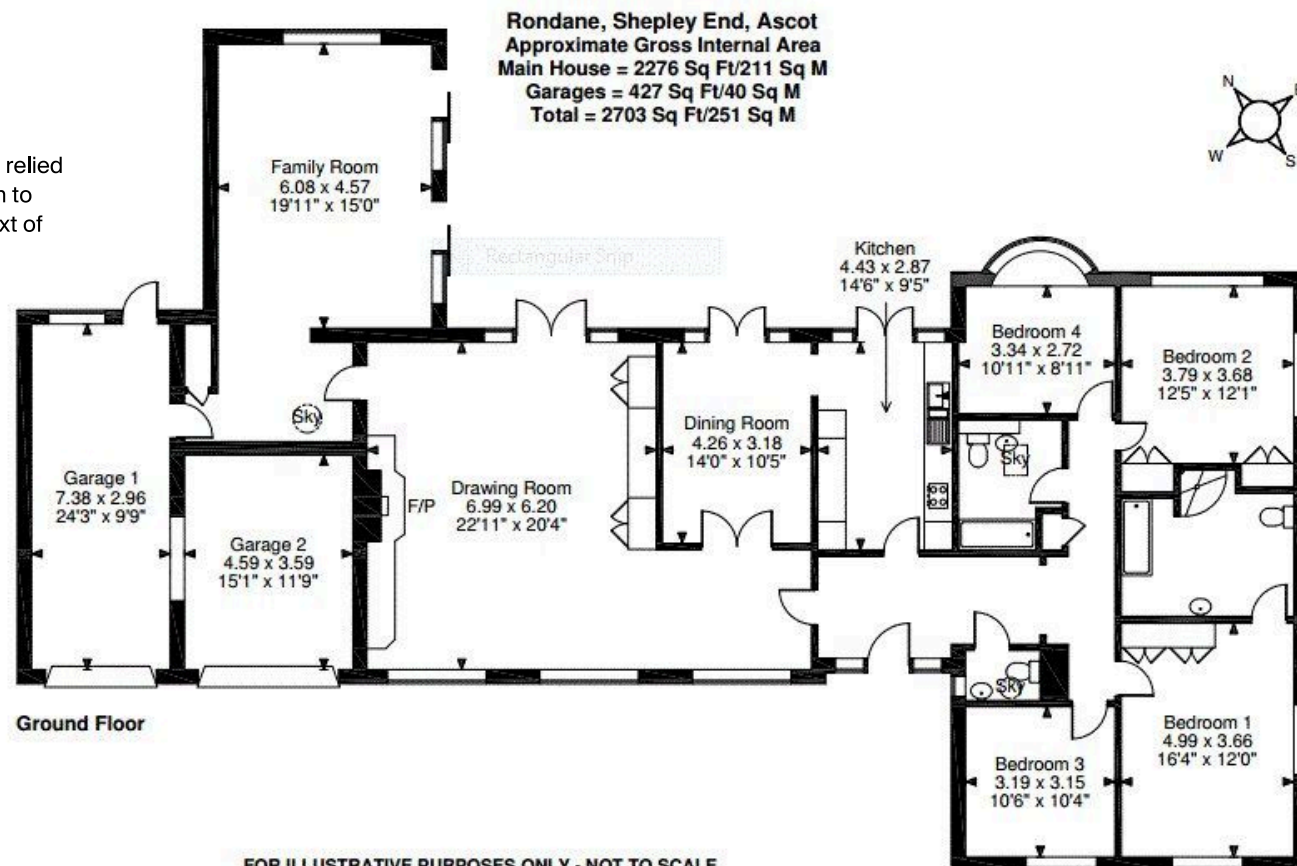 Rondane, Shepley End, Ascot
Approximate Gross Internal Area
Main House = 2276 Sq Ft/211 Sq M
Garages = 427 Sq Ft/40 Sq M
Total = 2703 Sq Ft/251 Sq M
N
W
S
relied
to
xt of
Family Room
6.08 x 4.57
19'11" x 15'0"
Rectangular Snip
Kitchen
4.43 x 2.87
14'6" x 9'5"
Bedroom 4
3.34 x 2.72
10'11" x 8'11"
Bedroom 2
3.79 x 3.68
12'5" x 12'1"
Sky
Dining Room
4.26 x 3.18
14'0" x 10'5"
Sky
Garage 1
7.38 x 2.96
24'3" x 9'9"
Drawing Room
6.99 x 6.20
22'11" x 20'4"
F/P
Garage 2
4.59 x 3.59
15'1" x 11'9"
Sky
Ground Floor
Bedroom 1
4.99 x 3.66
16'4" x 12'0"
Bedroom 3
3.19 x 3.15
10'6" x 10'4"
FOR ILLUSTRATIVE PURPOSES ONLY - NOT TO SCALE